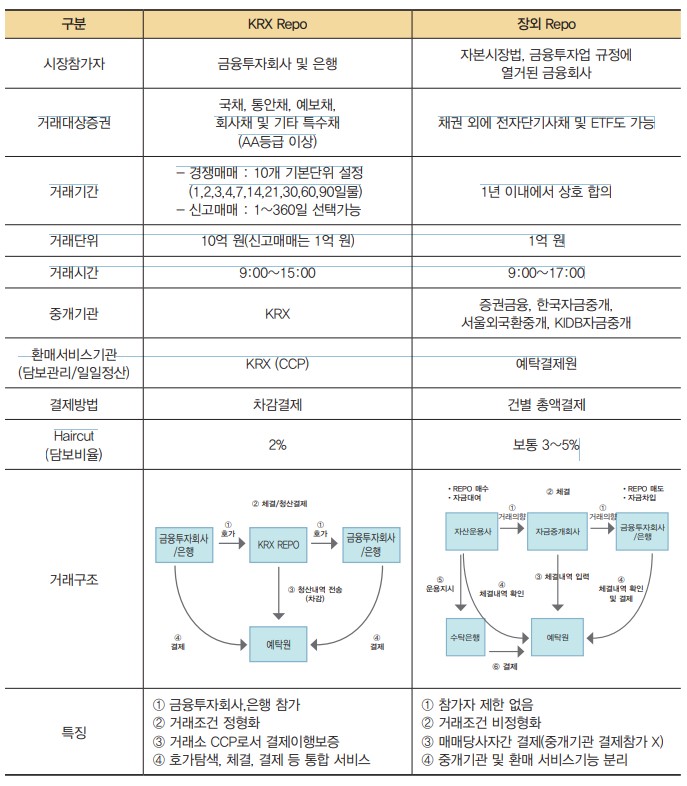 구분 KRX Repo 장외 Repo
시장참가자 금융투자회사 및 은행 자본시장법, 금융투자업 규정에
열거된 금융회사
거래대상증권 국채, 통안채, 예보채,
회사채 및 기타 특수채
(AA등급 이상) 채권 외에 전자단기사채 및 ETF도 가능
거래기간 – 경쟁매매 : 10개 기본단위 설정
(1,2,3,4,7,14,21,30,60,90일물)
– 신고매매 : 1～360일 선택가능 1년 이내에서 상호 합의
거래단위 10억 원(신고매매는 1억 원) 1억 원
거래시간 9:00～15:00 9:00～17:00
중개기관 KRX 증권금융, 한국자금중개,
서울외국환중개, KIDB자금중개
환매서비스기관
(담보관리/일일정산) KRX (CCP) 예탁결제원
결제방법 차감결제 건별 총액결제
Haircut
(담보비율) 2% 보통 3～5%
거래구조
② 체결/청산결제
금융투자회사
/은행
①
호가
KRX REPO
①
호가
금융투자회사
/은행
③ 청산내역 전송
(차감)
④
결제
예탁원
④
결제
• REPO 매수
• 자금대여
② 체결
• REPO 매도
• 자금차입
자산운용사
①
거래의향
자금중개회사
①
거래의향
금융투자회사
/은행
⑤
운용지시
④
체결내역 확인
③ 체결내역 입력
④
체결내역 확인
및 결제
수탁은행
예탁원
⑥ 결제
특징
① 금융투자회사,은행 참가
② 거래조건 정형화
③ 거래소 CCP로서 결제이행보증
④ 호가탐색, 체결, 결제 등 통합 서비스
① 참가자 제한 없음
② 거래조건 비정형화
③ 매매당사자간 결제(중개기관 결제참가 X)
④ 중개기관 및 환매 서비스기능 분리